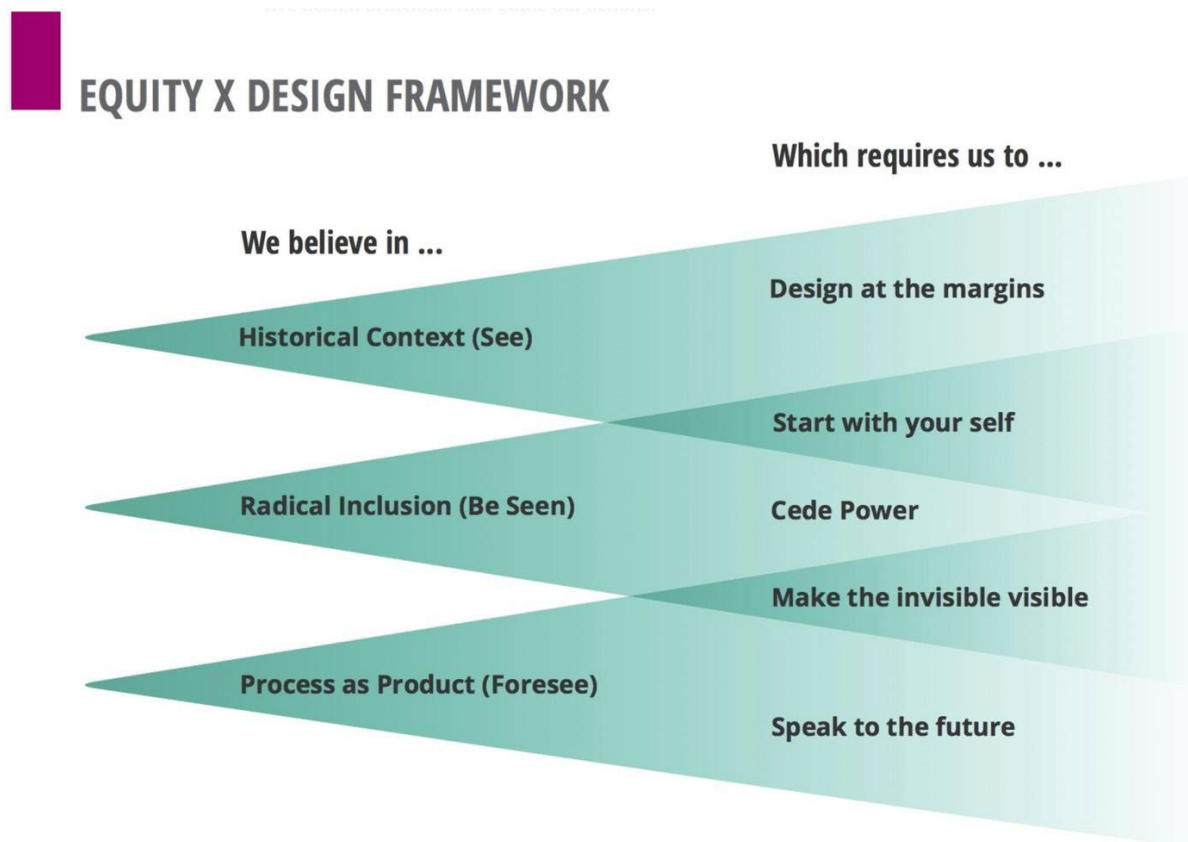 EQUITY X DESIGN FRAMEWORK
We believe in ...
Historical Context (See)
Radical Inclusion (Be Seen)
Process as Product (Foresee)
Which requires us to ...
Design at the margins
Start with your self
Cede Power
Make the invisible visible
Speak to the future